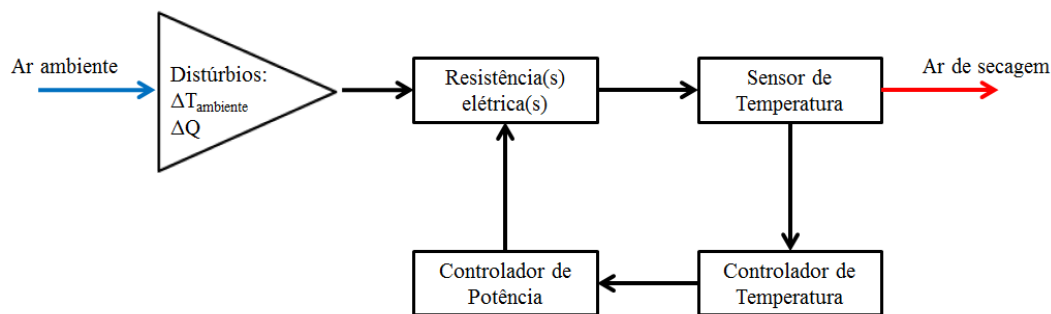 Ar ambiente
Distúrbios:
ΔTambiente
ΔQ
Resistência(s)
elétrica(s)
Sensor de
Temperatura
Ar de secagem
Controlador de
Potência
Controlador de
Temperatura